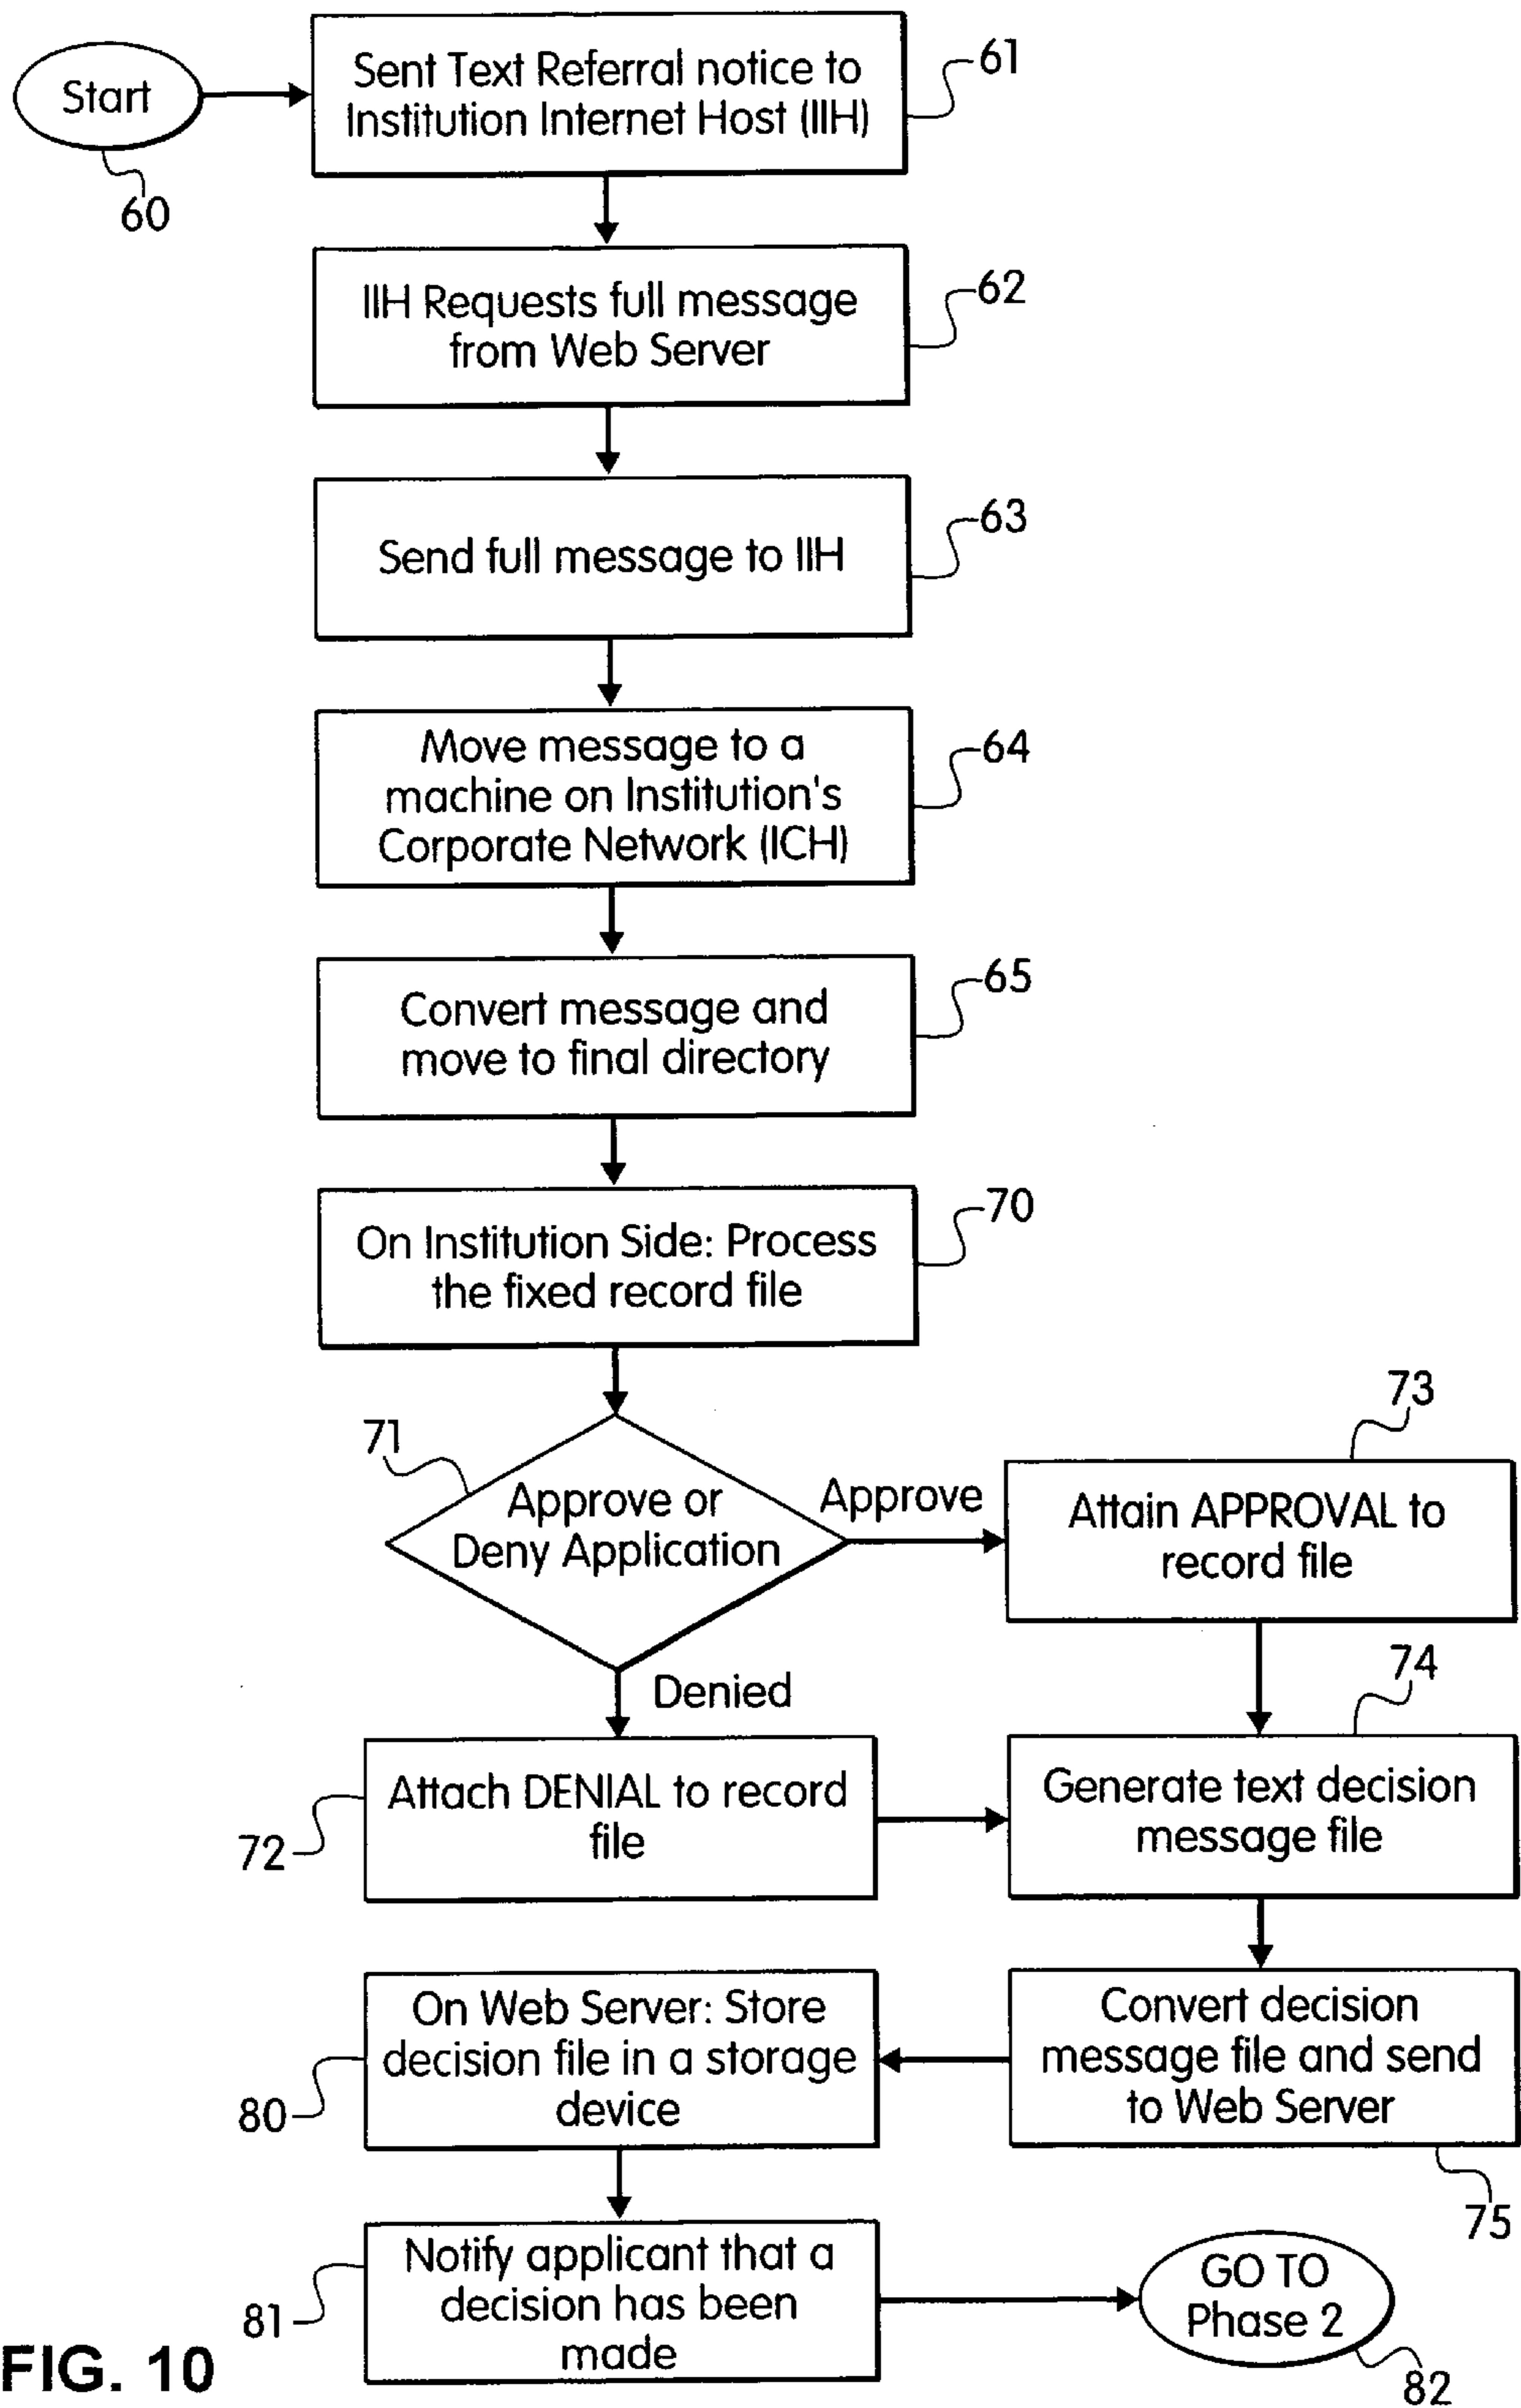 Start
60
Sent Text Referral notice to
Institution Internet Host (IIH)
61
IIH Requests full message
from Web Server
62
Send full message to IIH
63
Move message to a
machine on Institution's
Corporate Network (ICH)
64
Convert message and
move to final directory
65
On Institution Side: Process
the fixed record file
70
71
Approve or
Deny Application
Approve
Denied
73
Attain APPROVAL to
record file
72
Attach DENIAL to record
file
74
Generate text decision
message file
75
Convert decision
message file and send
to Web Server
80
On Web Server: Store
decision file in a storage
device
81
Notify applicant that a
decision has been
made
GO TO
Phase 2
82
FIG. 10